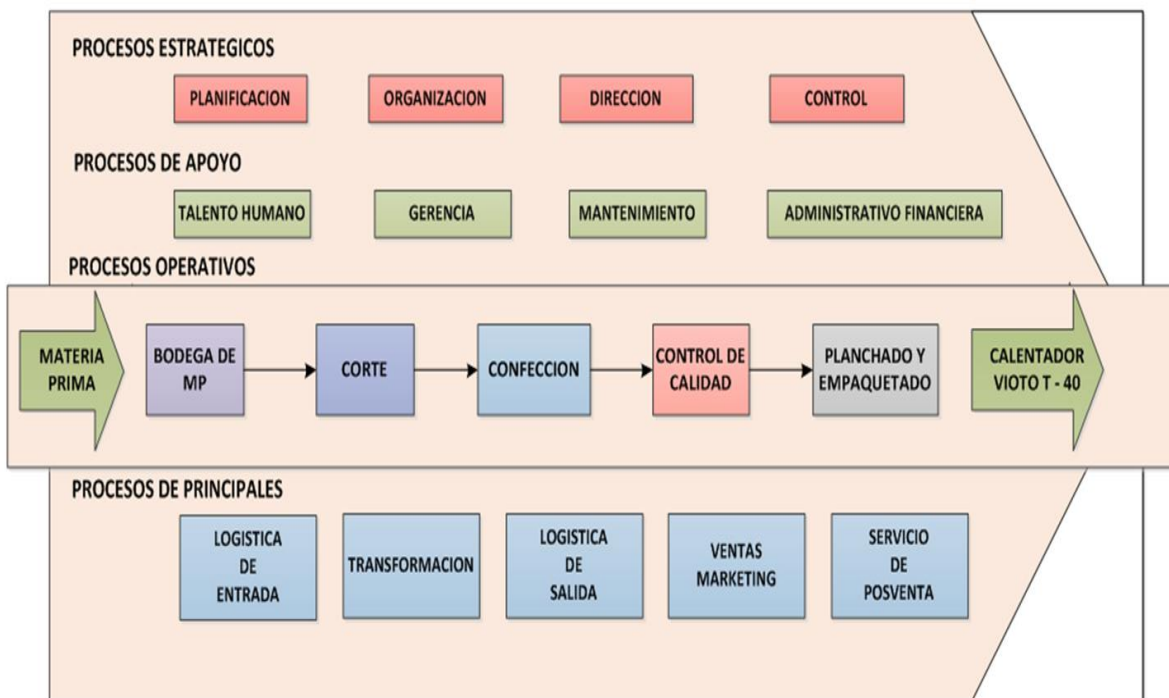 PROCESOS ESTRATEGICOS
PLANIFICACION
ORGANIZACION
DIRECCION
CONTROL
PROCESOS DE APOYO
TALENTO HUMANO
GERENCIA
MANTENIMIENTO
ADMINISTRATIVO FINANCIERA
PROCESOS OPERATIVOS
MATERIA
PRIMA
BODEGA DE
MP
CORTE
CONFECCION
CONTROL DE
CALIDAD
PLANCHADO Y
EMPAQUETADO
CALENTADOR
VIOTO T - 40
PROCESOS DE PRINCIPALES
LOGISTICA
DE
ENTRADA
TRANSFORMACION
LOGISTICA
DE
SALIDA
VENTAS
MARKETING
SERVICIO
DE
POSVENTA